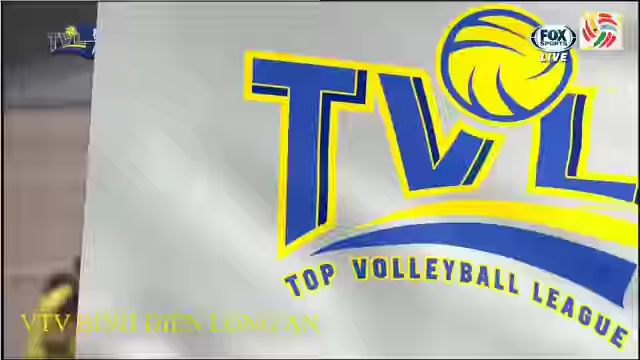 FOX
SPORTS
LIVE
TVL
TOP VOLLEYBALL LEAGUE
VTV BINH DIEN LONG AN